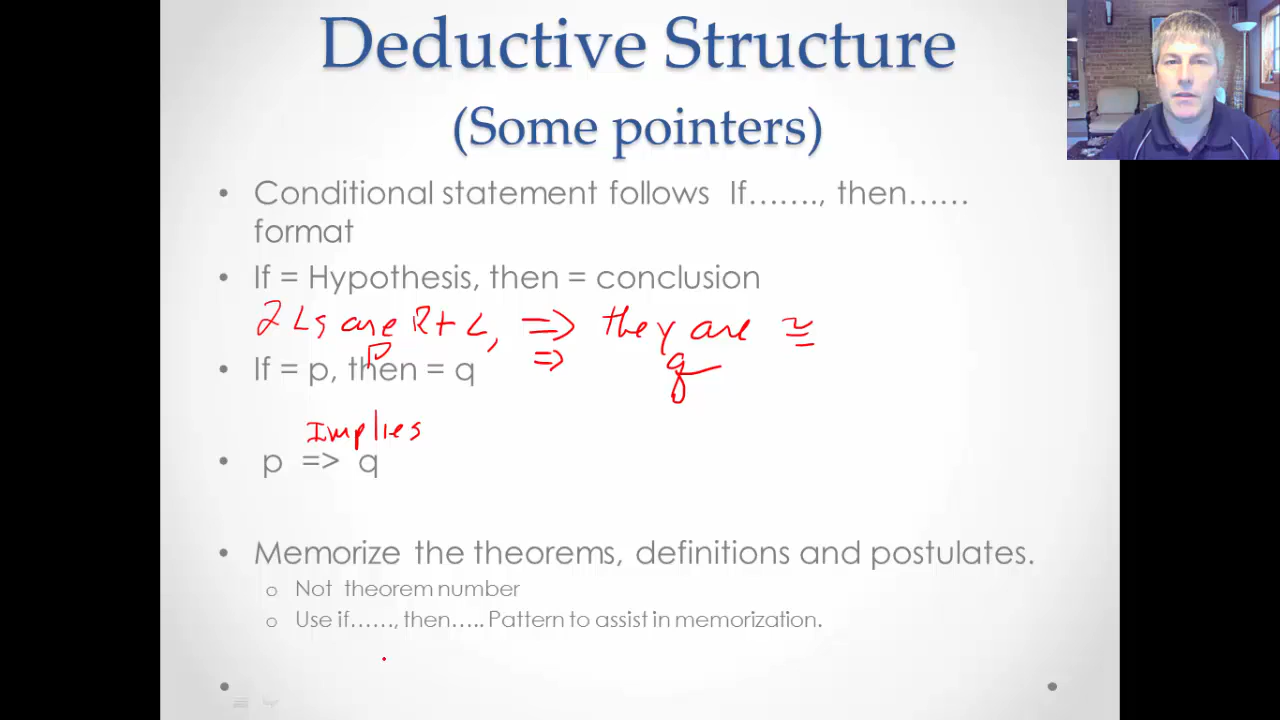 Deductive Structure
(Some pointers)
• Conditional statement follows If……., then……
format
• If = Hypothesis, then = conclusion
2 ∠s are Rt ∠, => they are ≅
p => q
• If = p, then = q
Implies
• p => q
• Memorize the theorems, definitions and postulates.
o Not theorem number
o Use if……, then….. Pattern to assist in memorization.